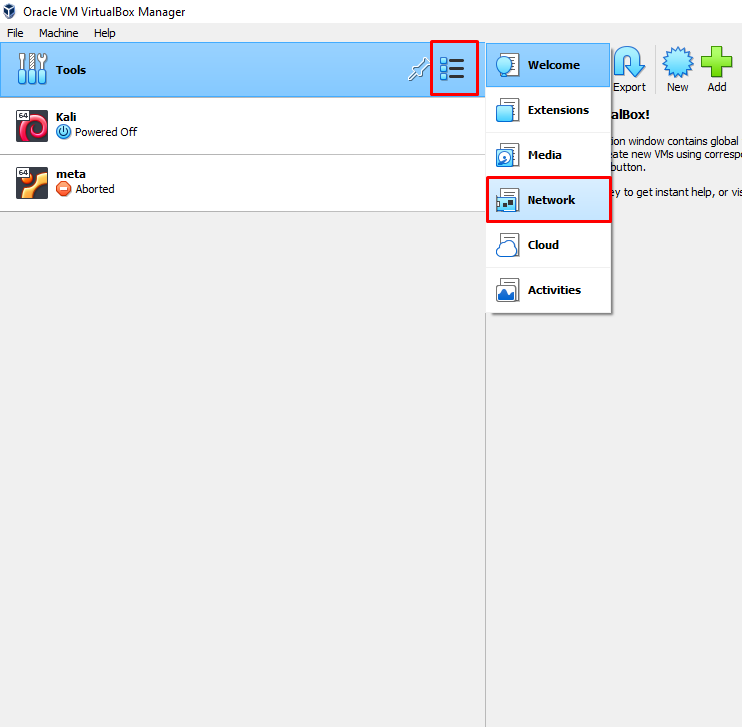 Oracle VM VirtualBox Manager
File Machine Help
Tools
64
Kali
Powered Off
64
meta
Aborted
Welcome
Extensions
Media
Network
Cloud
Activities
Export
New
Add
alBox!
ion window contains global
ate new VMs using correspo
button.
ey to get instant help, or vis